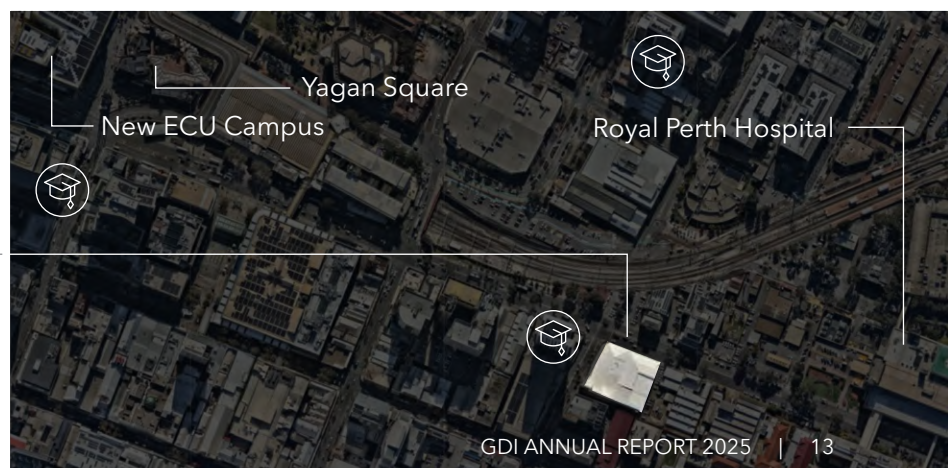 Yagan Square
New ECU Campus
Royal Perth Hospital
GDI ANNUAL REPORT 2025 | 13